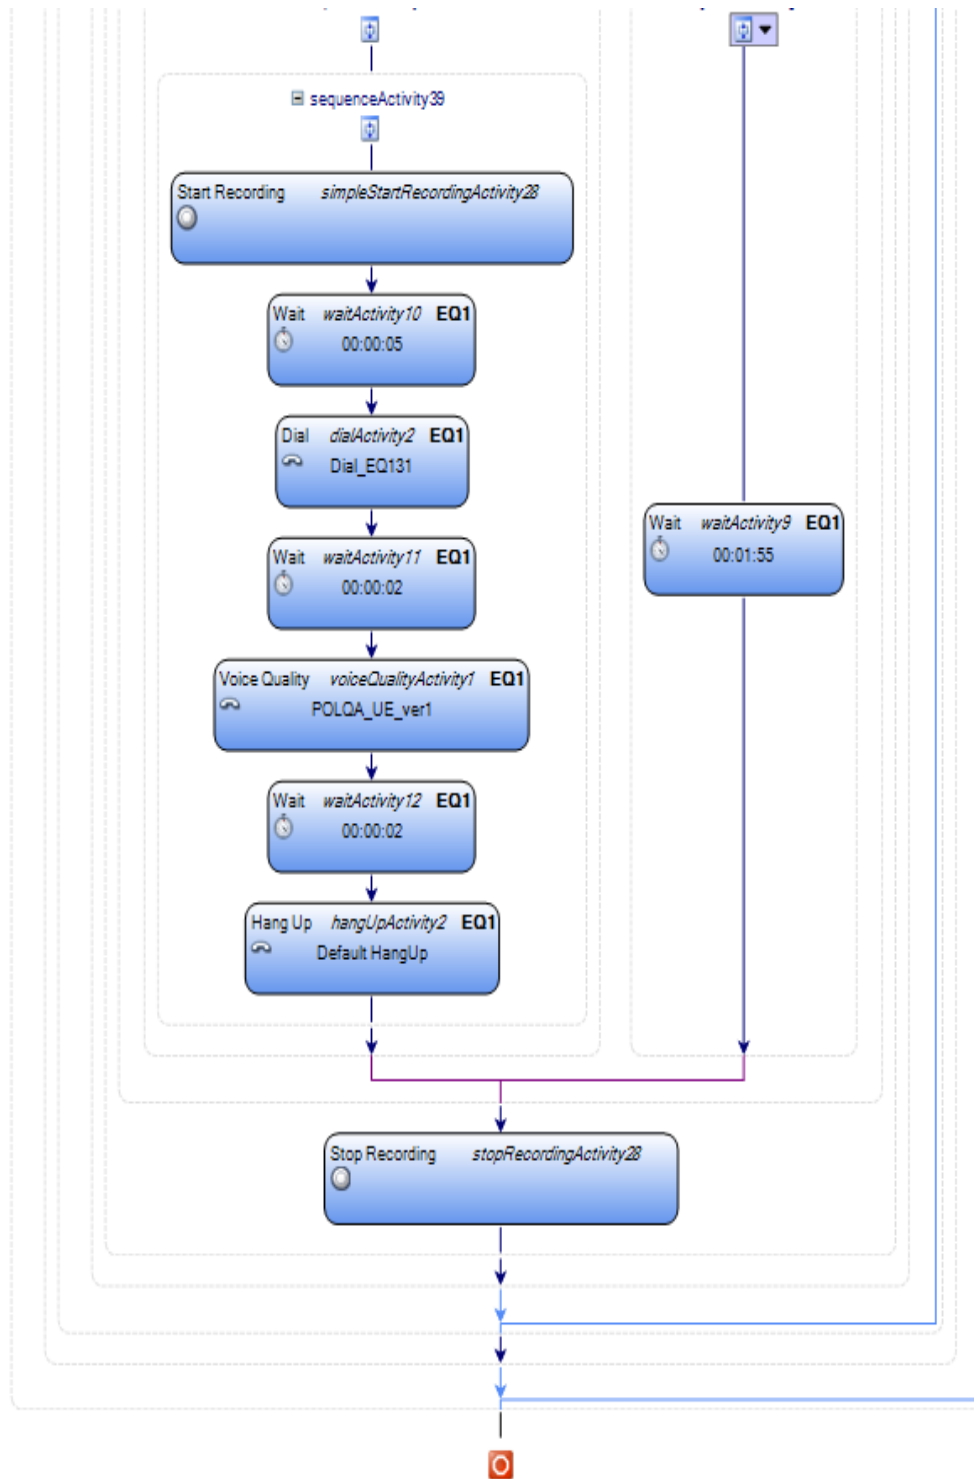 sequenceActivity39
Start Recording simpleStartRecordingActivity28
Wait waitActivity10 EQ1
00:00:05
Dial dialActivity2 EQ1
Dial_EQ131
Wait waitActivity11 EQ1
00:00:02
Wait waitActivity9 EQ1
00:01:55
Voice Quality voiceQualityActivity1 EQ1
POLQA_UE_ver1
Wait waitActivity12 EQ1
00:00:02
Hang Up hangUpActivity2 EQ1
Default HangUp
Stop Recording stopRecordingActivity28